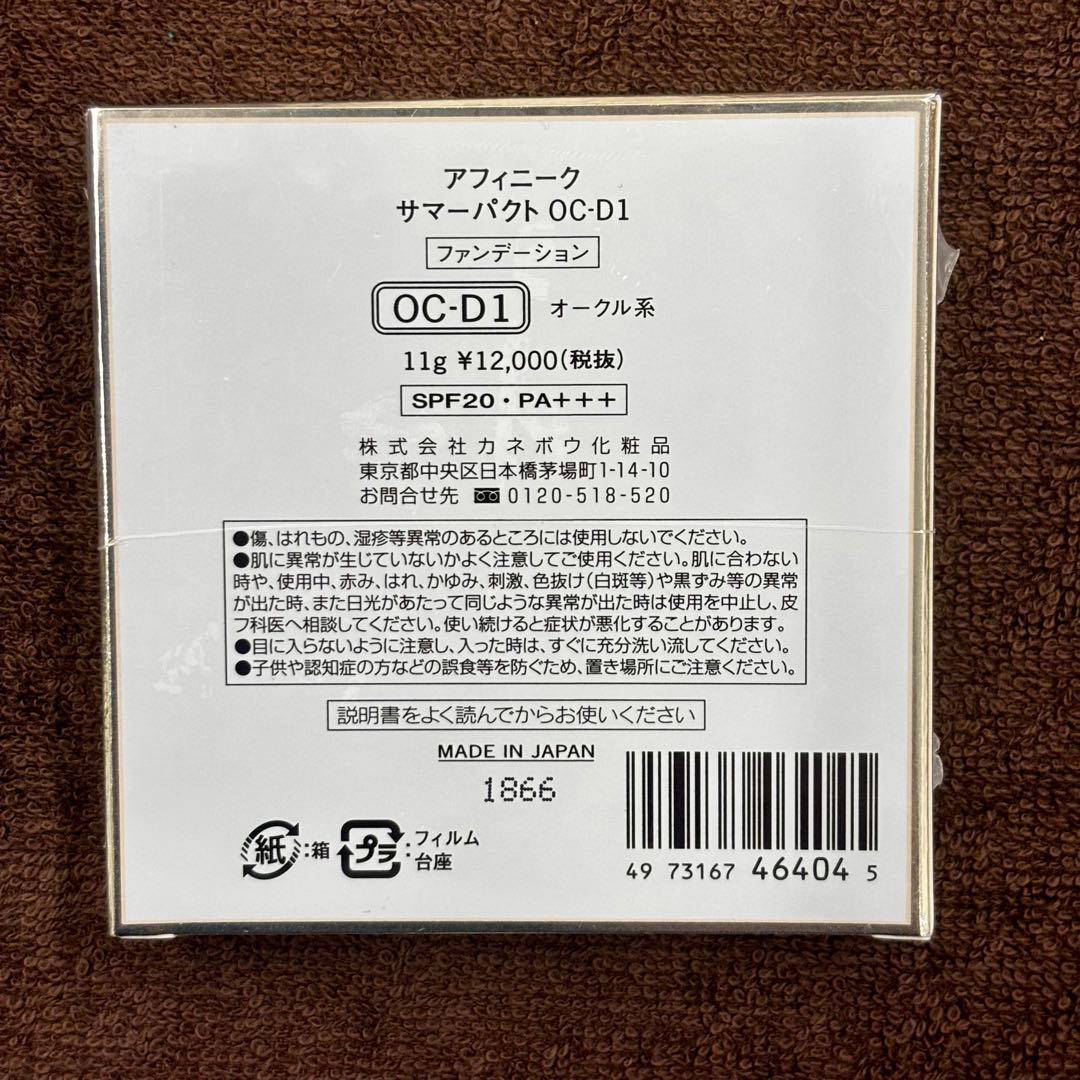 アフィニーク
サマーパクト OC-D1
ファンデーション
OC-D1 オークル系
11g ¥12,000(税抜)
SPF20・PA+++
株式会社カネボウ化粧品
東京都中央区日本橋茅場町1-14-10
お問合せ先 0120-518-520
●傷、はれもの、湿疹等異常のあるところには使用しないでください。
●肌に異常が生じていないかよく注意してご使用ください。肌に合わない
時や、使用中、赤み、はれ、かゆみ、刺激、色抜け(白斑等)や黒ずみ等の異常
が出た時、また日光があたって同じような異常が出た時は使用を中止し、皮
フ科医へ相談してください。使い続けると症状が悪化することがあります。
●目に入らないように注意し、入った時は、すぐに充分洗い流してください。
●子供や認知症の方などの誤食等を防ぐため、置き場所にご注意ください。
説明書をよく読んでからお使いください
MADE IN JAPAN
1866
紙:箱 プラ:フィルム
台座
49 73167 46404 5